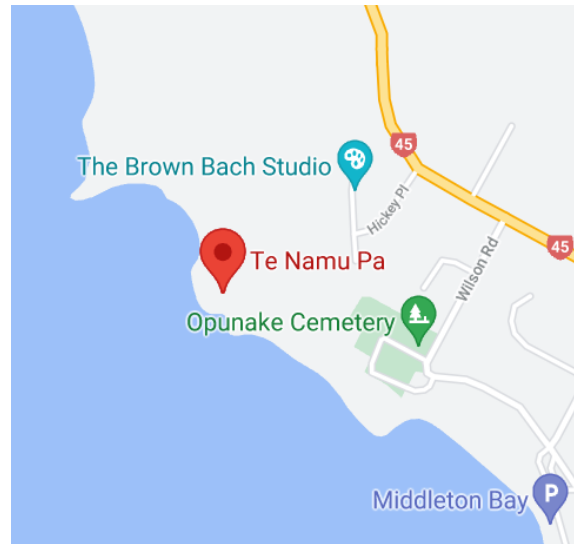 45
The Brown Bach Studio
Hickey Pl
45
Te Namu Pa
Wilson Rd
Opunake Cemetery
Middleton Bay
P